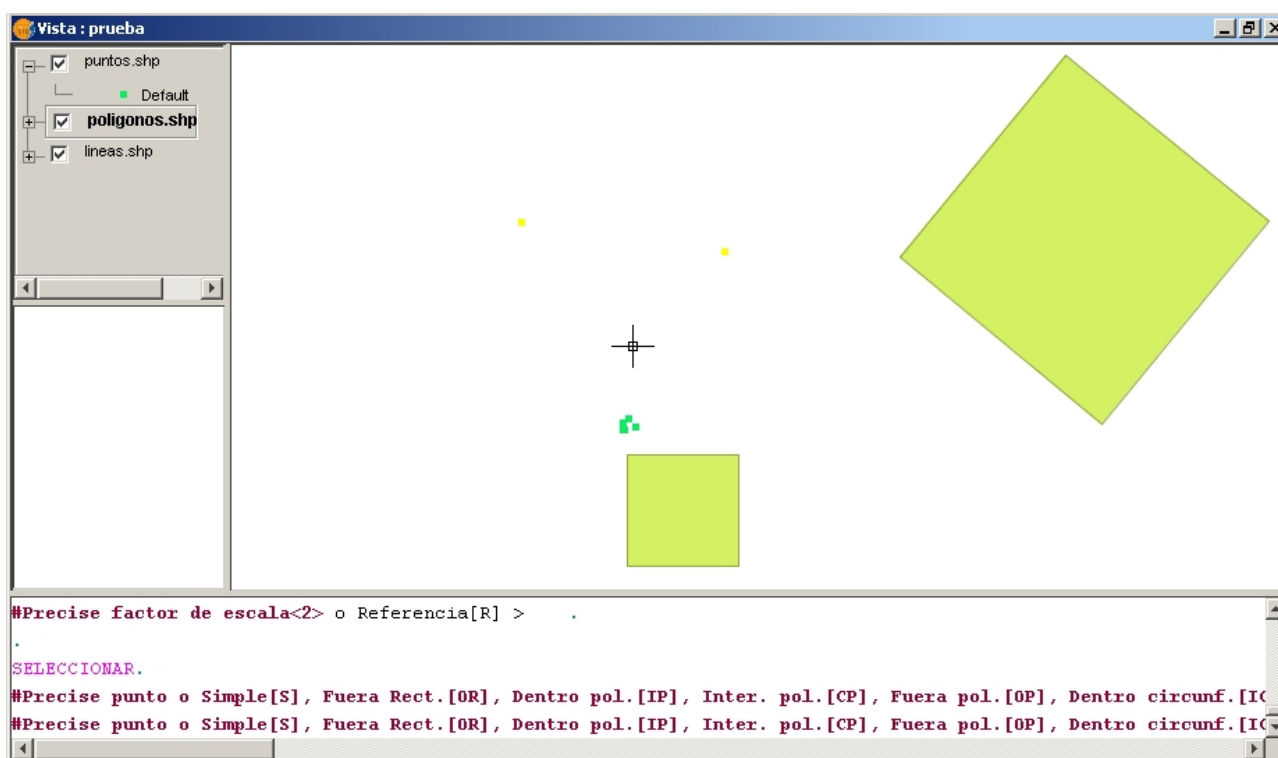 Vista : prueba
puntos.shp
Default
poligonos.shp
lineas.shp
#Precise factor de escala<2> o Referencia[R] > .
.
SELECCIONAR.
#Precise punto o Simple[S], Fuera Rect.[OR], Dentro pol.[IP], Inter. pol.[CP], Fuera pol.[OP], Dentro circunf.[IC
#Precise punto o Simple[S], Fuera Rect.[OR], Dentro pol.[IP], Inter. pol.[CP], Fuera pol.[OP], Dentro circunf.[IC